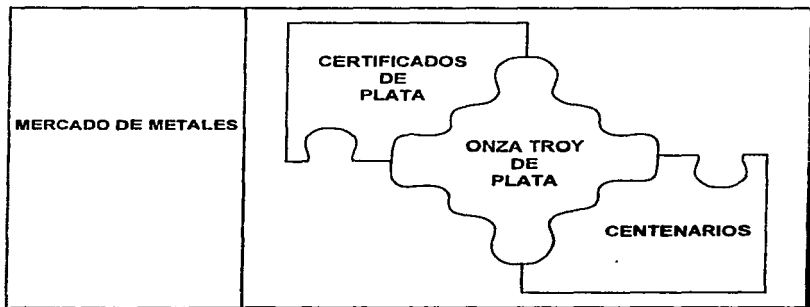 MERCADO DE METALES
CERTIFICADOS
DE
PLATA
ONZA TROY
DE
PLATA
CENTENARIOS